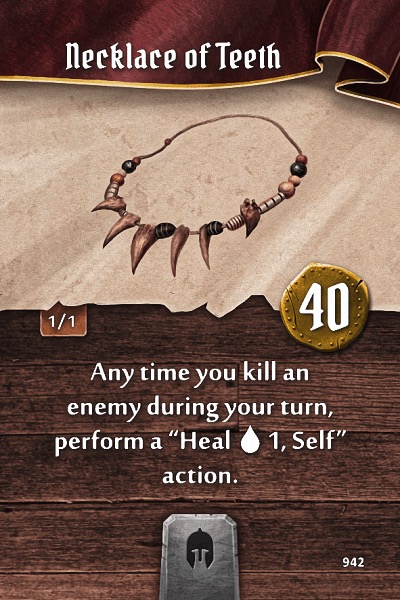 Necklace of Teeth
1/1
40
Any time you kill an
enemy during your turn,
perform a “Heal 1, Self”
action.
942